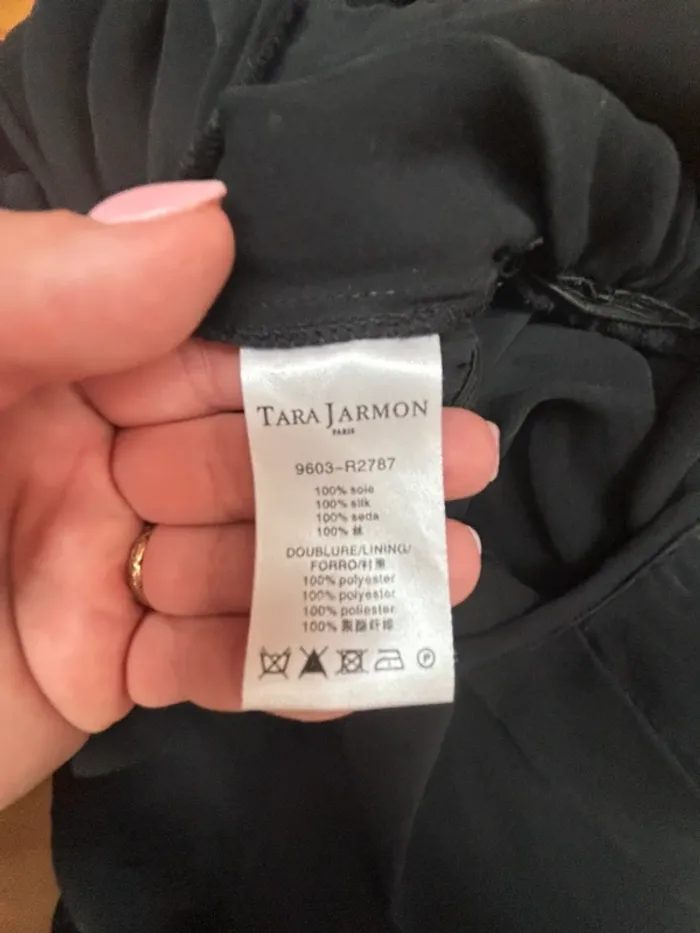 TARA JARMON
PARIS
9603-R2787
100% soie
100% silk
100% seda
100% 丝
DOUBLURE/LINING/
FORRO/村里
100% polyester
100% polyester
100% poliester
100% 聚酯纤维
P